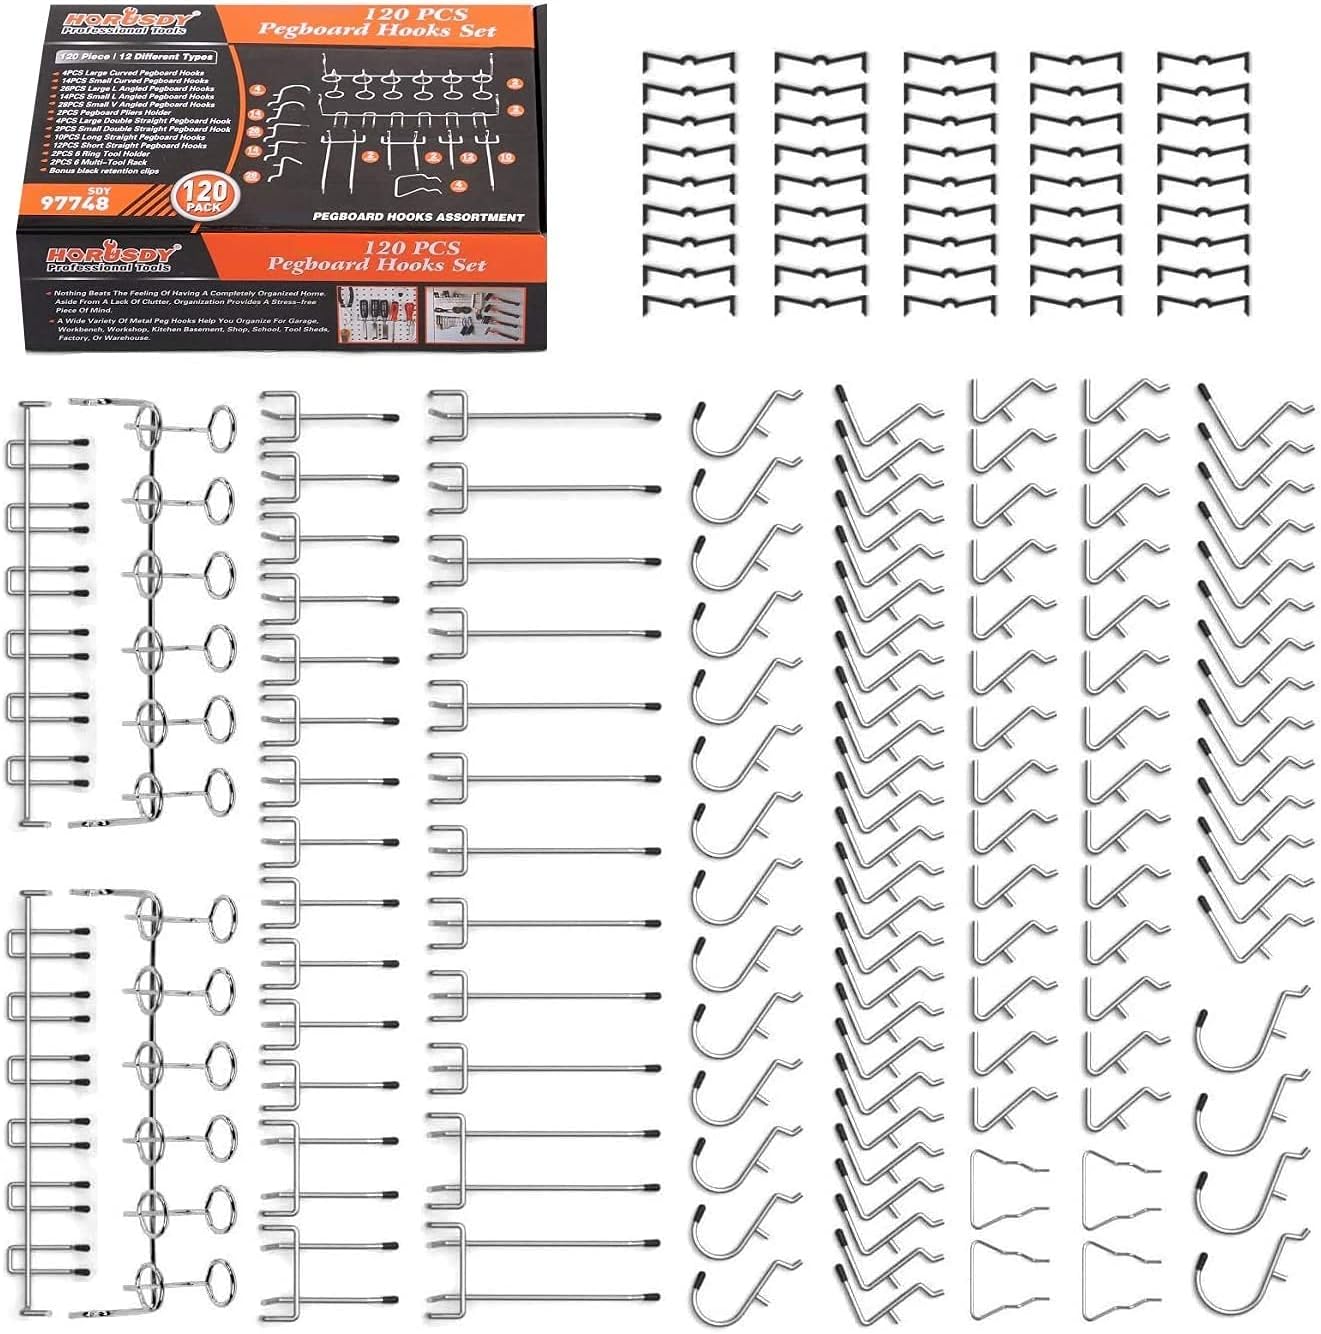 HORUSDY®
Professional Tools
120 PCS
Pegboard Hooks Set
120 Piece | 12 Different Types
4PCS Large Curved Pegboard Hooks
14PCS Small Curved Pegboard Hooks
26PCS Large L Angled Pegboard Hooks
14PCS Small L Angled Pegboard Hooks
28PCS Small V Angled Pegboard Hooks
2PCS Pegboard Pliers Holder
4PCS Large Double Straight Pegboard Hook
2PCS Small Double Straight Pegboard Hook
10PCS Long Straight Pegboard Hooks
12PCS Short Straight Pegboard Hooks
2PCS 6 Ring Tool Holder
2PCS 6 Multi-Tool Rack
Bonus black retention clips
SDY
97748
120
PACK
4
14
14
2
2
12
10
4
PEGBOARD HOOKS ASSORTMENT
HORUSDY®
Professional Tools
120 PCS
Pegboard Hooks Set
Nothing Beats The Feeling Of Having A Completely Organized Home.
Aside From A Lack Of Clutter, Organization Provides A Stress-free
Piece Of Mind.
A Wide Variety Of Metal Peg Hooks Help You Organize For Garage,
Workbench, Workshop, Kitchen Basement, Shop, School, Tool Sheds,
Factory, Or Warehouse.